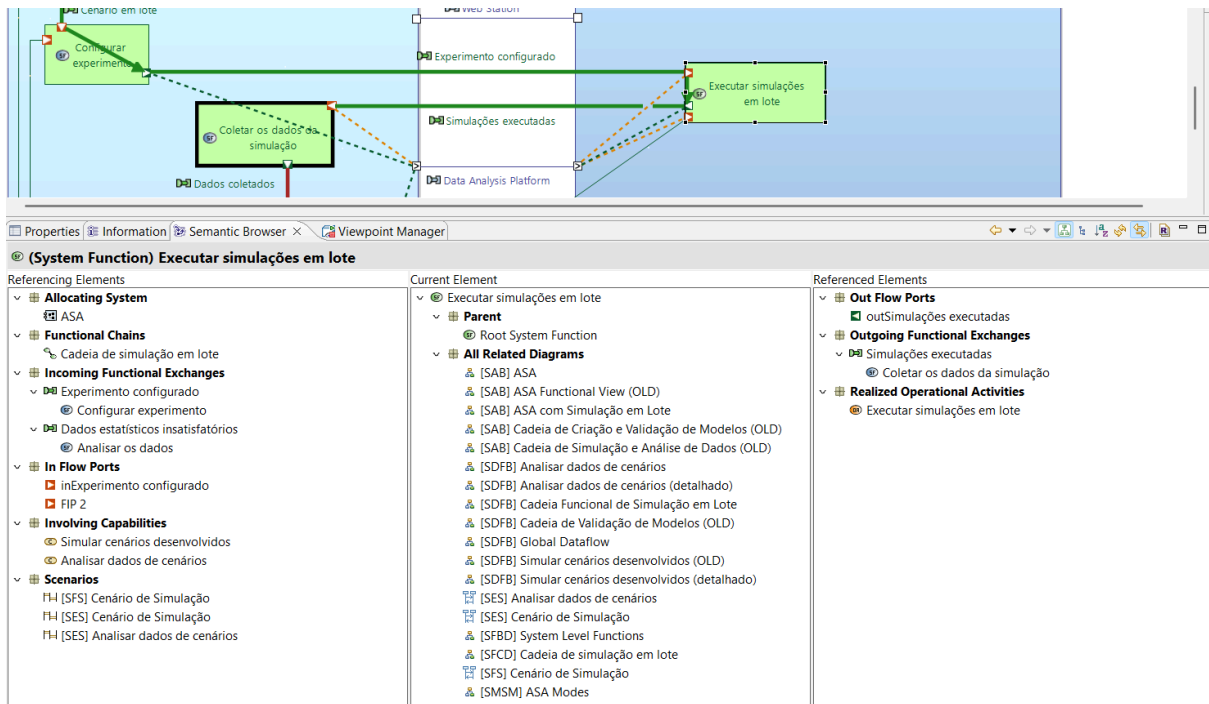 Cenário em lote
Web Station
Configurar
experimento
Experimento configurado
Executar simulações
em lote
Simulações executadas
Coletar os dados da
simulação
Dados coletados
Data Analysis Platform
Properties Information Semantic Browser Viewpoint Manager
(System Function) Executar simulações em lote
Referencing Elements
Allocating System
ASA
Functional Chains
Cadeia de simulação em lote
Incoming Functional Exchanges
Experimento configurado
Configurar experimento
Dados estatísticos insatisfatórios
Analisar os dados
In Flow Ports
inExperimento configurado
FIP 2
Involving Capabilities
Simular cenários desenvolvidos
Analisar dados de cenários
Scenarios
[SFS] Cenário de Simulação
[SES] Cenário de Simulação
[SES] Analisar dados de cenários
Current Element
Executar simulações em lote
Parent
Root System Function
All Related Diagrams
[SAB] ASA
[SAB] ASA Functional View (OLD)
[SAB] ASA com Simulação em Lote
[SAB] Cadeia de Criação e Validação de Modelos (OLD)
[SAB] Cadeia de Simulação e Análise de Dados (OLD)
[SDFB] Analisar dados de cenários
[SDFB] Analisar dados de cenários (detalhado)
[SDFB] Cadeia Funcional de Simulação em Lote
[SDFB] Cadeia de Validação de Modelos (OLD)
[SDFB] Global Dataflow
[SDFB] Simular cenários desenvolvidos (OLD)
[SDFB] Simular cenários desenvolvidos (detalhado)
[SES] Analisar dados de cenários
[SES] Cenário de Simulação
[SFBD] System Level Functions
[SFCD] Cadeia de simulação em lote
[SFS] Cenário de Simulação
[SMSM] ASA Modes
Referenced Elements
Out Flow Ports
outSimulações executadas
Outgoing Functional Exchanges
Simulações executadas
Coletar os dados da simulação
Realized Operational Activities
Executar simulações em lote